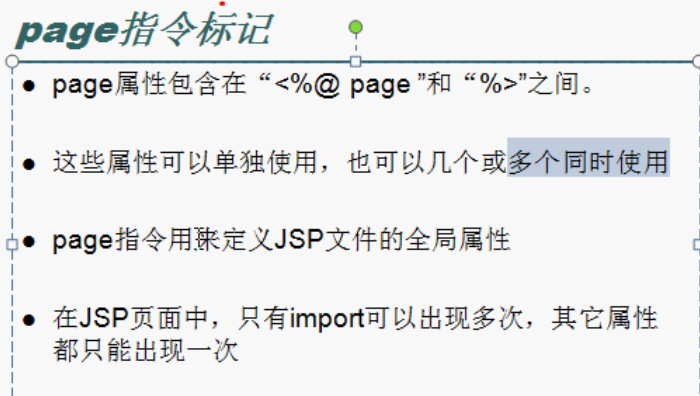 page指令标记
● page属性包含在“<%@ page ”和“%>”之间。
● 这些属性可以单独使用，也可以几个或多个同时使用
● page指令用来定义JSP文件的全局属性
● 在JSP页面中，只有import可以出现多次，其它属性
都只能出现一次